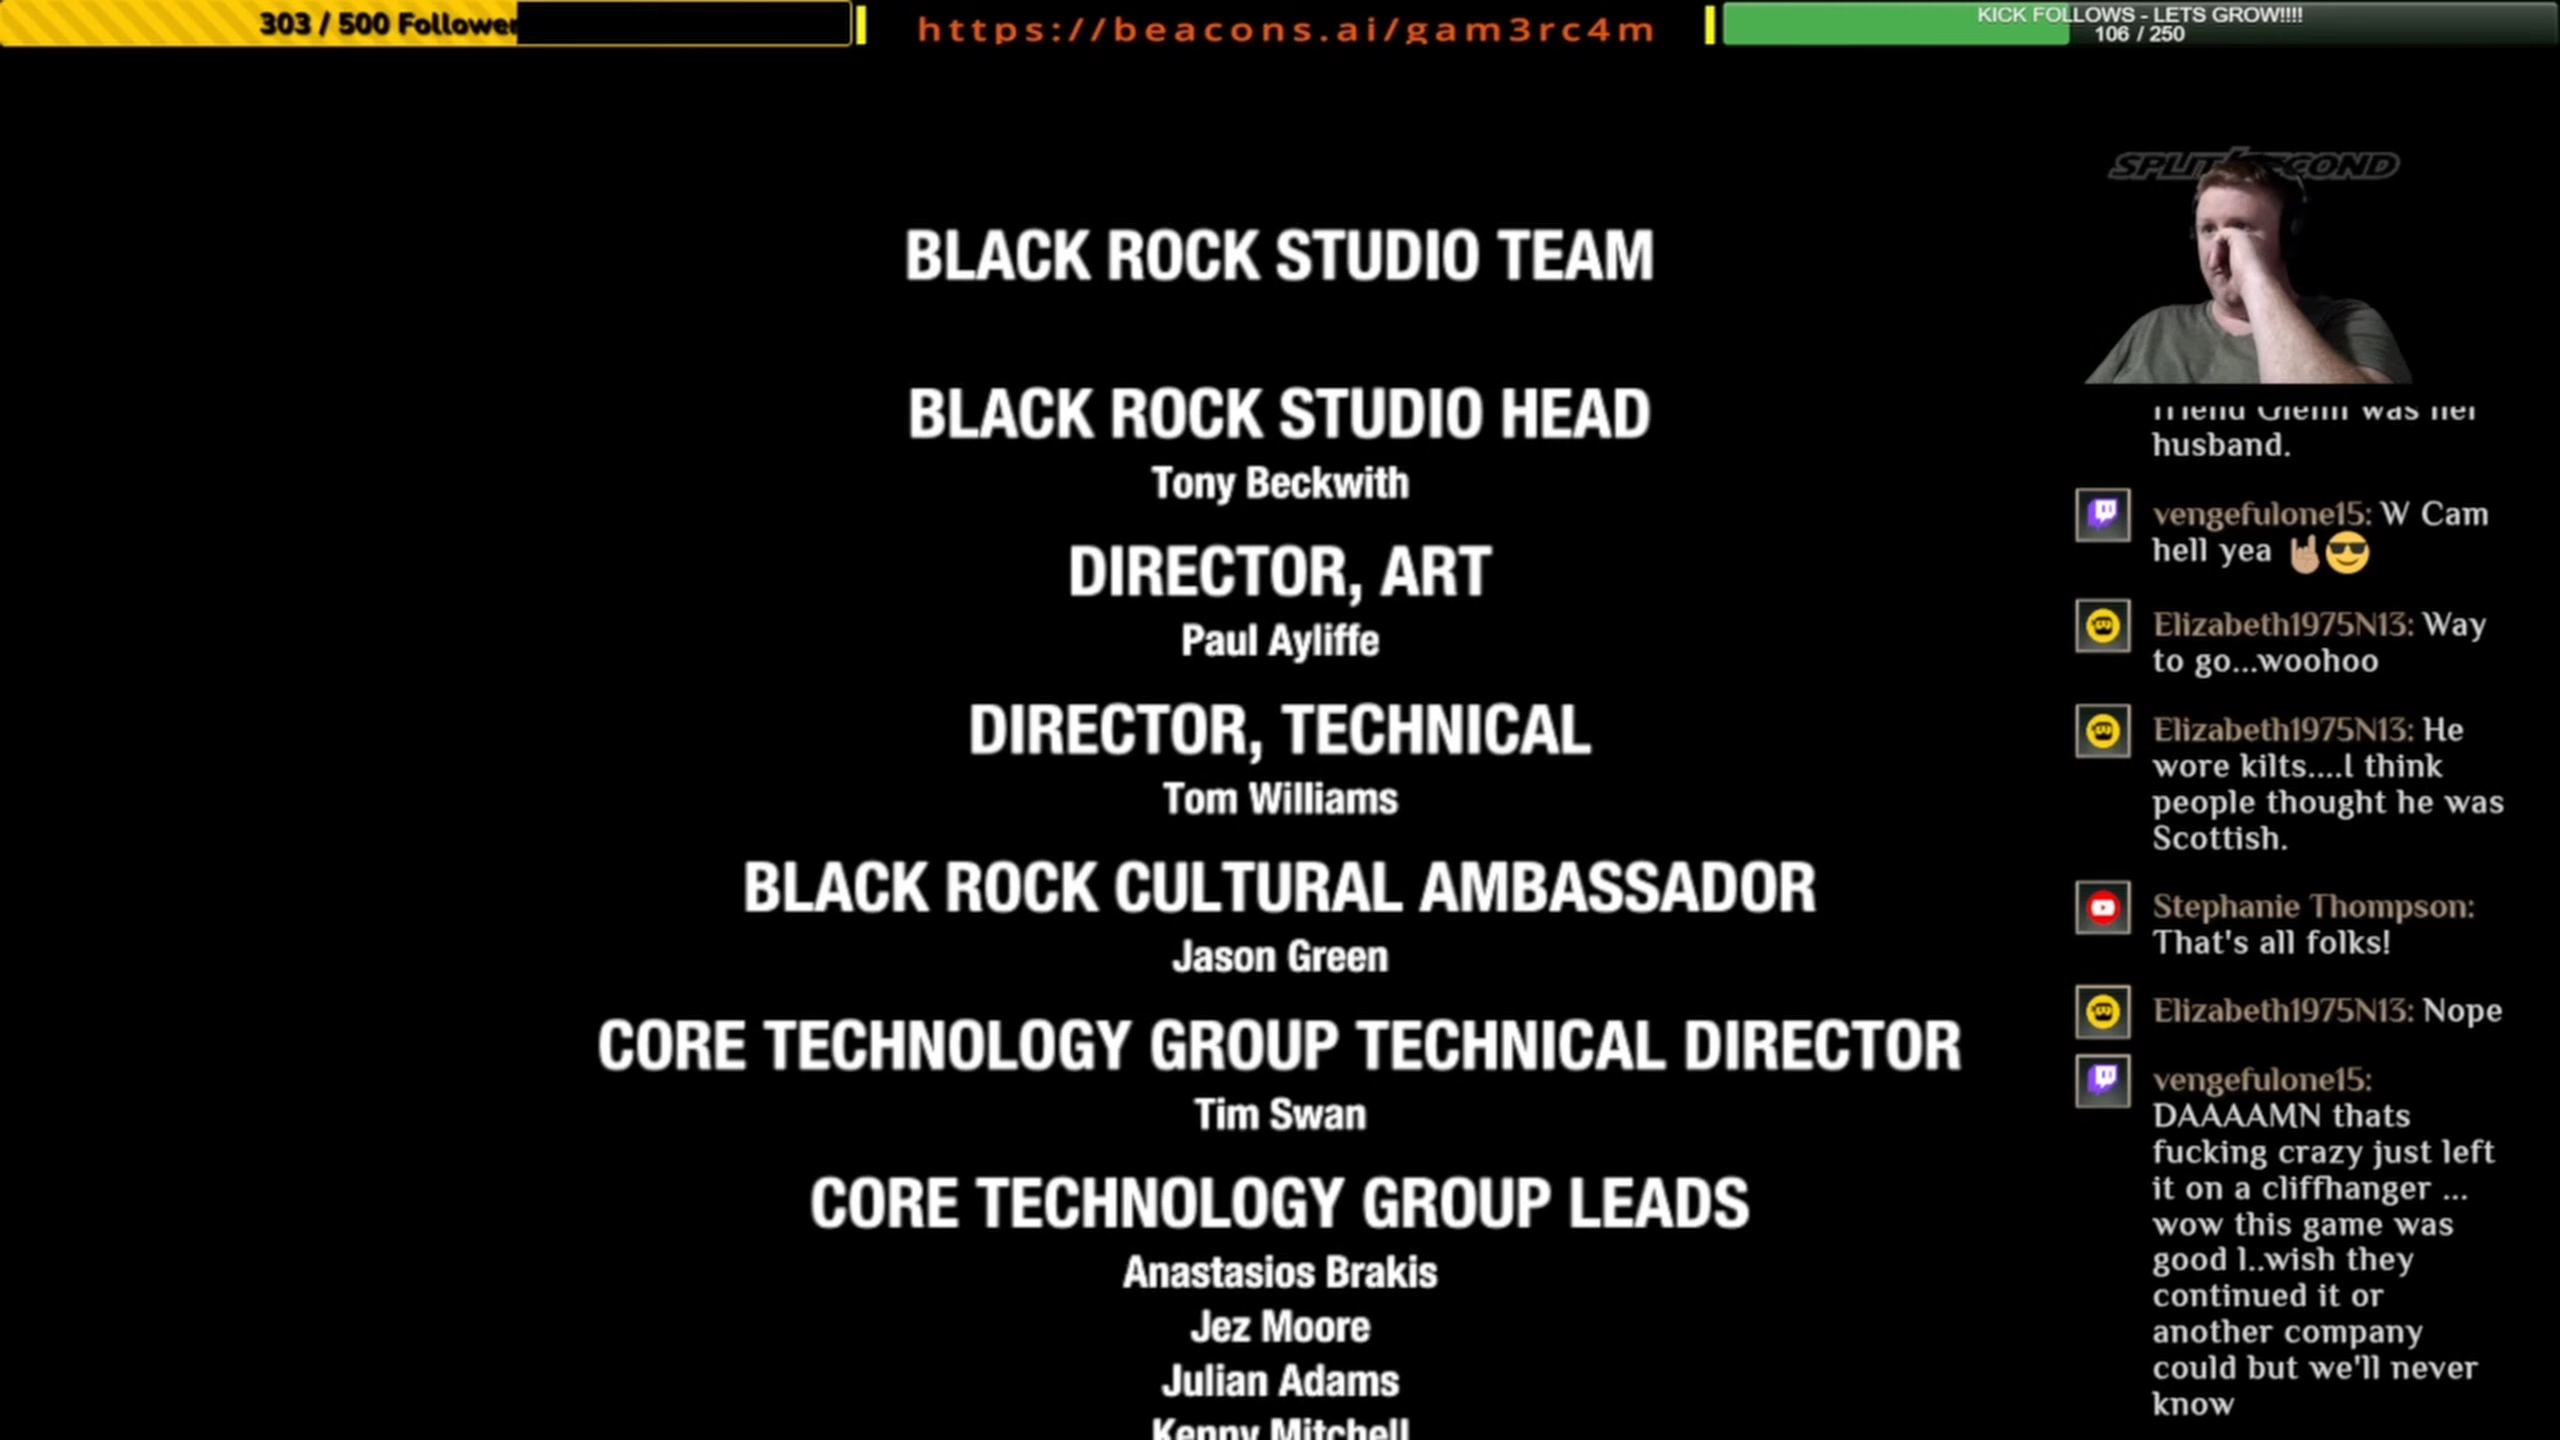 303 / 500 Follower
https://beacons.ai/gam3rc4m
KICK FOLLOWS - LETS GROW!!!!
106 / 250
BLACK ROCK STUDIO TEAM
BLACK ROCK STUDIO HEAD
Tony Beckwith
DIRECTOR, ART
Paul Ayliffe
DIRECTOR, TECHNICAL
Tom Williams
BLACK ROCK CULTURAL AMBASSADOR
Jason Green
CORE TECHNOLOGY GROUP TECHNICAL DIRECTOR
Tim Swan
CORE TECHNOLOGY GROUP LEADS
Anastasios Brakis
Jez Moore
Julian Adams
Kenny Mitchell
friend Glenn was her
husband.
vengefulone15: W Cam
hell yea 🤘🏼😎
Elizabeth1975N13: Way
to go...woohoo
Elizabeth1975N13: He
wore kilts....I think
people thought he was
Scottish.
Stephanie Thompson:
That's all folks!
Elizabeth1975N13: Nope
vengefulone15:
DAAAAMN thats
fucking crazy just left
it on a cliffhanger ...
wow this game was
good I..wish they
continued it or
another company
could but we'll never
know